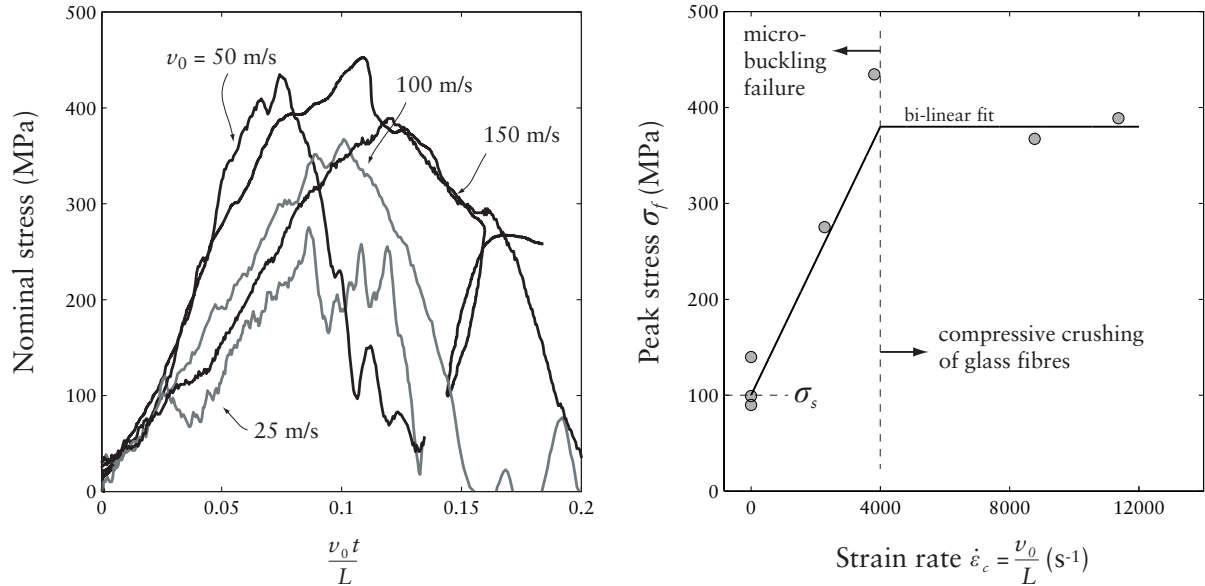 500
400
300
200
100
0
Nominal stress (MPa)
v₀ = 50 m/s
100 m/s
150 m/s
25 m/s
0
0.05
0.1
0.15
0.2
v₀ t
L
500
400
300
200
100
0
Peak stress σf (MPa)
micro-
buckling
failure
bi-linear fit
compressive crushing
of glass fibres
σs
0
4000
8000
12000
Strain rate ε̇c = v₀/L (s⁻¹)